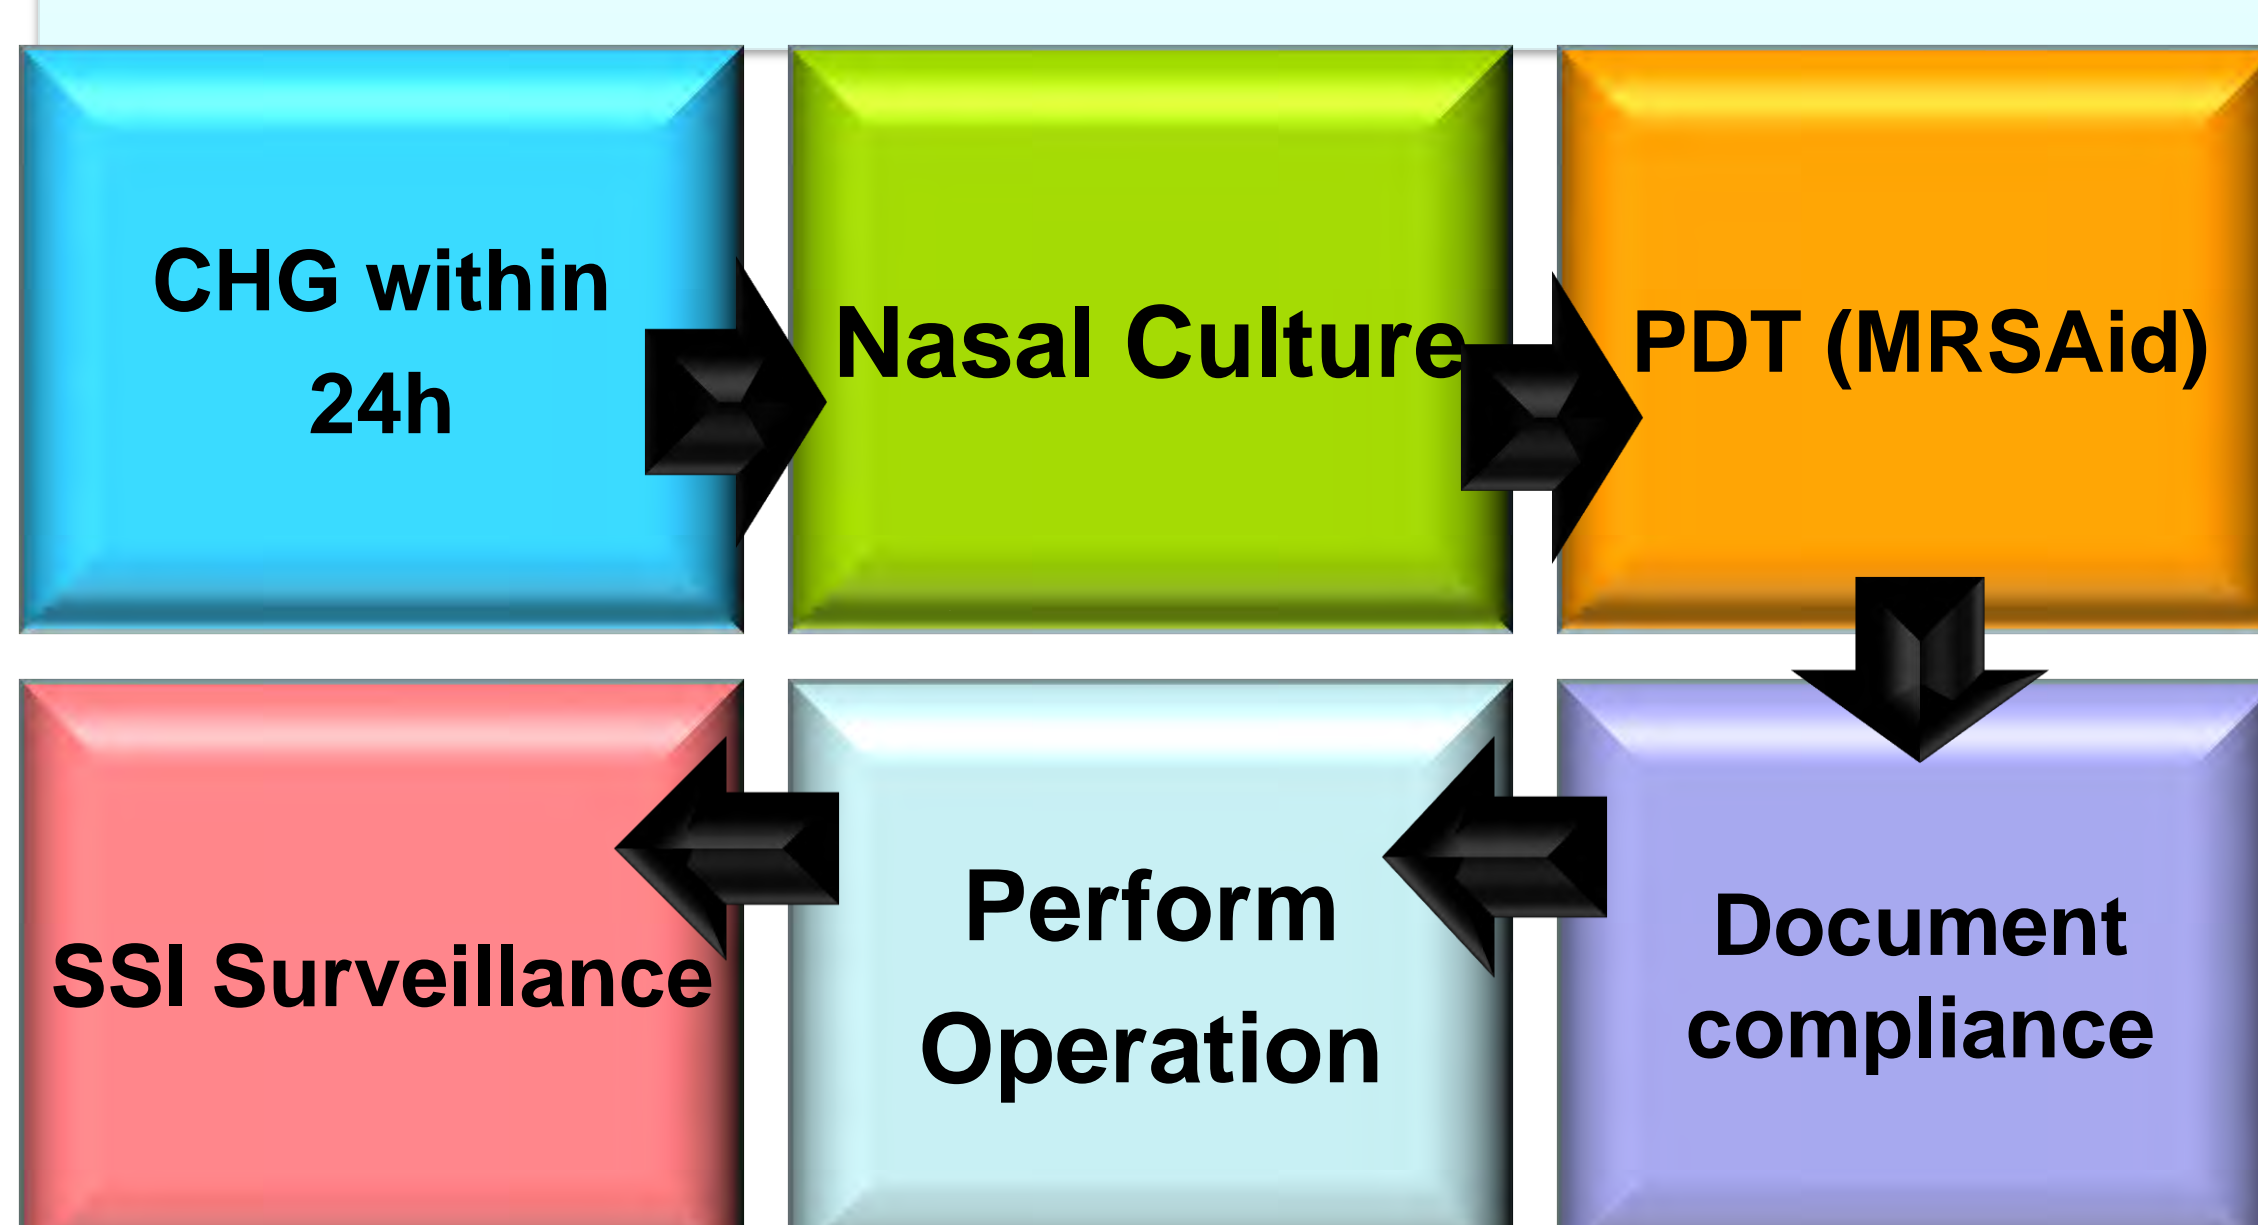 CHG within
24h
Nasal Culture
PDT (MRSAid)
Document
compliance
Perform
Operation
SSI Surveillance